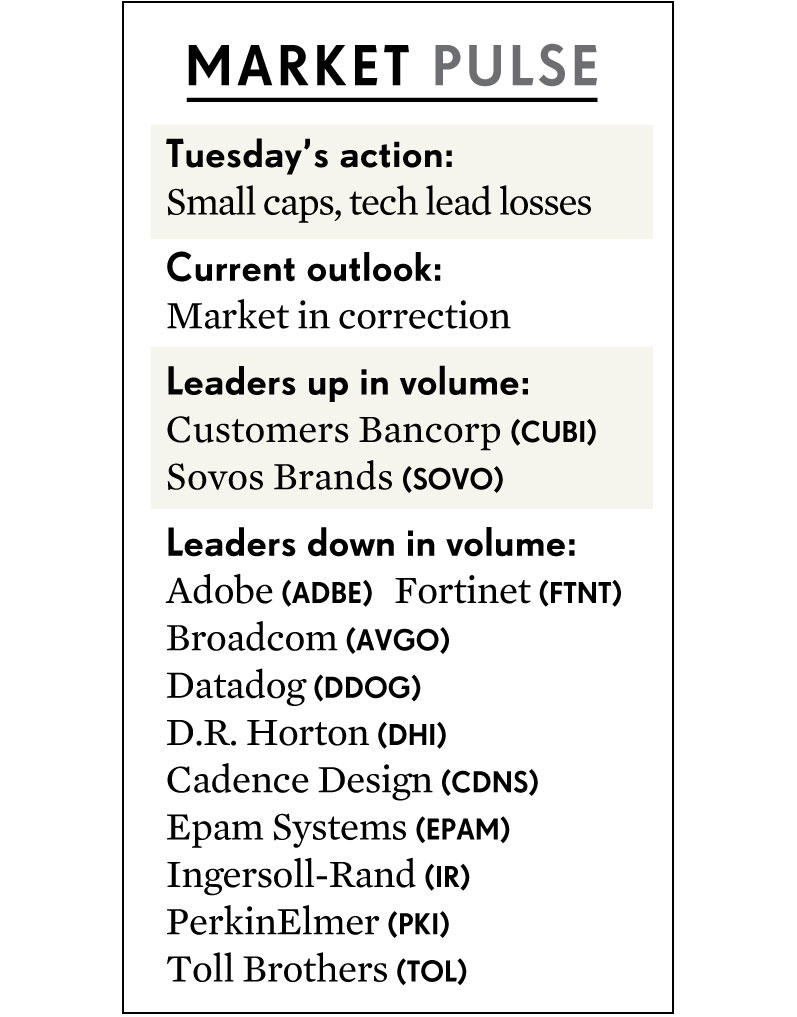 MARKET PULSE
Tuesday’s action:
Small caps, tech lead losses
Current outlook:
Market in correction
Leaders up in volume:
Customers Bancorp (CUBI)
Sovos Brands (SOVO)
Leaders down in volume:
Adobe (ADBE) Fortinet (FTNT)
Broadcom (AVGO)
Datadog (DDOG)
D.R. Horton (DHI)
Cadence Design (CDNS)
Epam Systems (EPAM)
Ingersoll-Rand (IR)
PerkinElmer (PKI)
Toll Brothers (TOL)